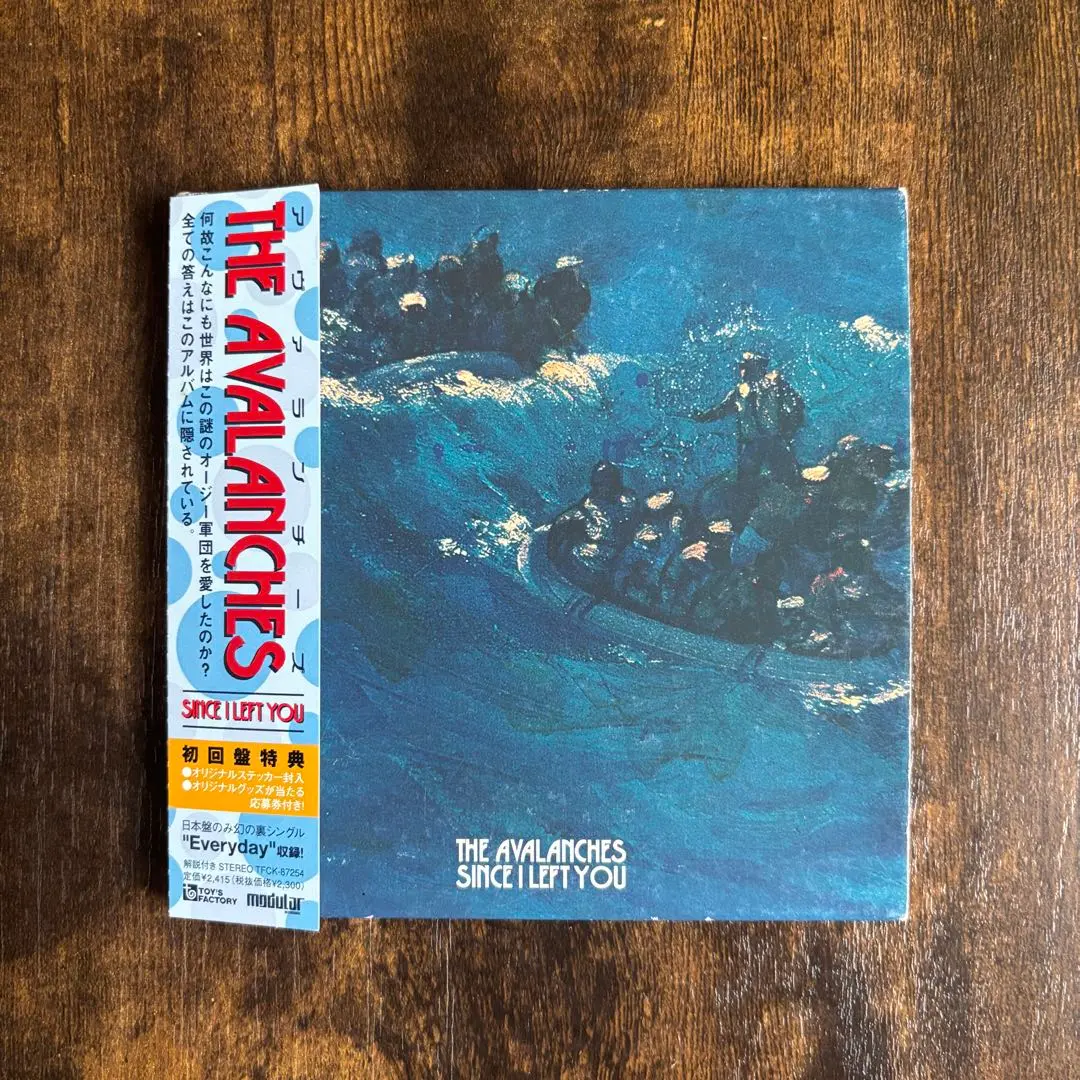 アヴァランチーズ
THE AVALANCHES
何故こんなにも世界はこの謎のオージー軍団を愛したのか?
全ての答えはこのアルバムに隠されている。
SINCE I LEFT YOU
初回盤特典
●オリジナルステッカー封入
●オリジナルグッズが当たる
応募券付き!
日本盤のみ幻の裏シングル
"Everyday"収録!
解説付き STEREO TFCK-87254
定価¥2,415(税抜価格¥2,300)
TOY'S
FACTORY
modular
THE AVALANCHES
SINCE I LEFT YOU